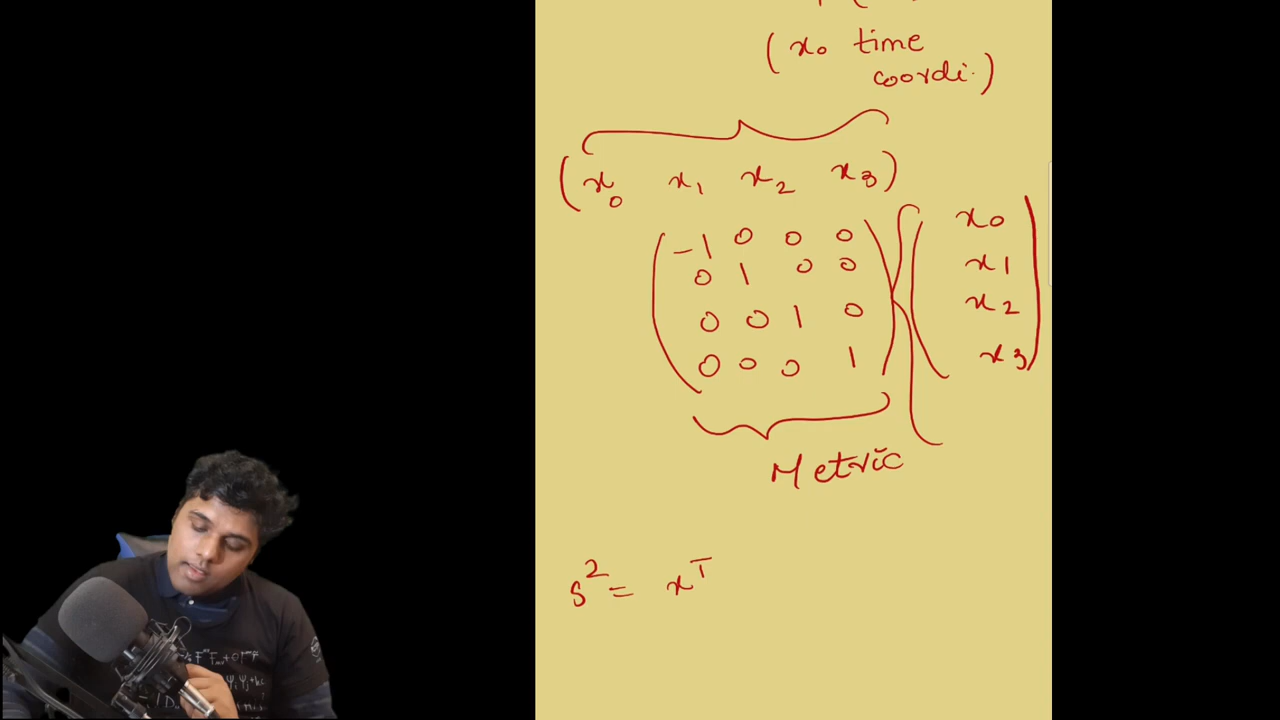 (x0 time
coordi.)
(x0 x1 x2 x3)
-1 0 0 0
0 1 0 0
0 0 1 0
0 0 0 1
x0
x1
x2
x3
Metric
s² = xᵀ